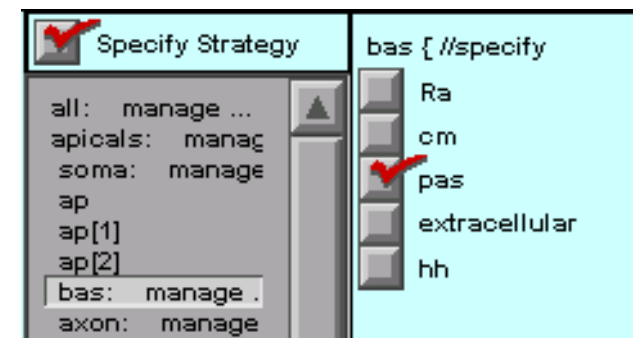 Specify Strategy
all: manage ...
apicals: manag
soma: manage
ap
ap[1]
ap[2]
bas: manage .
axon: manage
bas { //specify
Ra
cm
pas
extracellular
hh